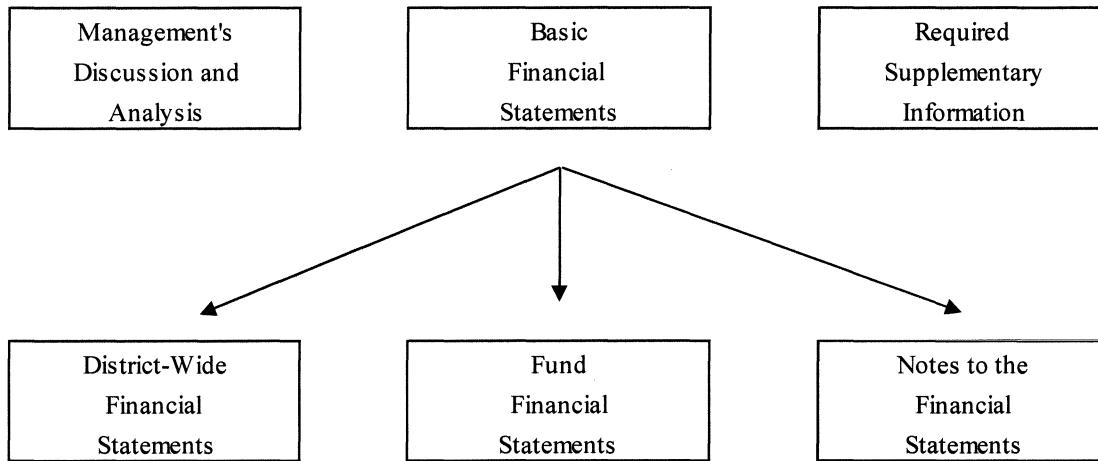 Management's
Discussion and
Analysis
Basic
Financial
Statements
Required
Supplementary
Information
District-Wide
Financial
Statements
Fund
Financial
Statements
Notes to the
Financial
Statements